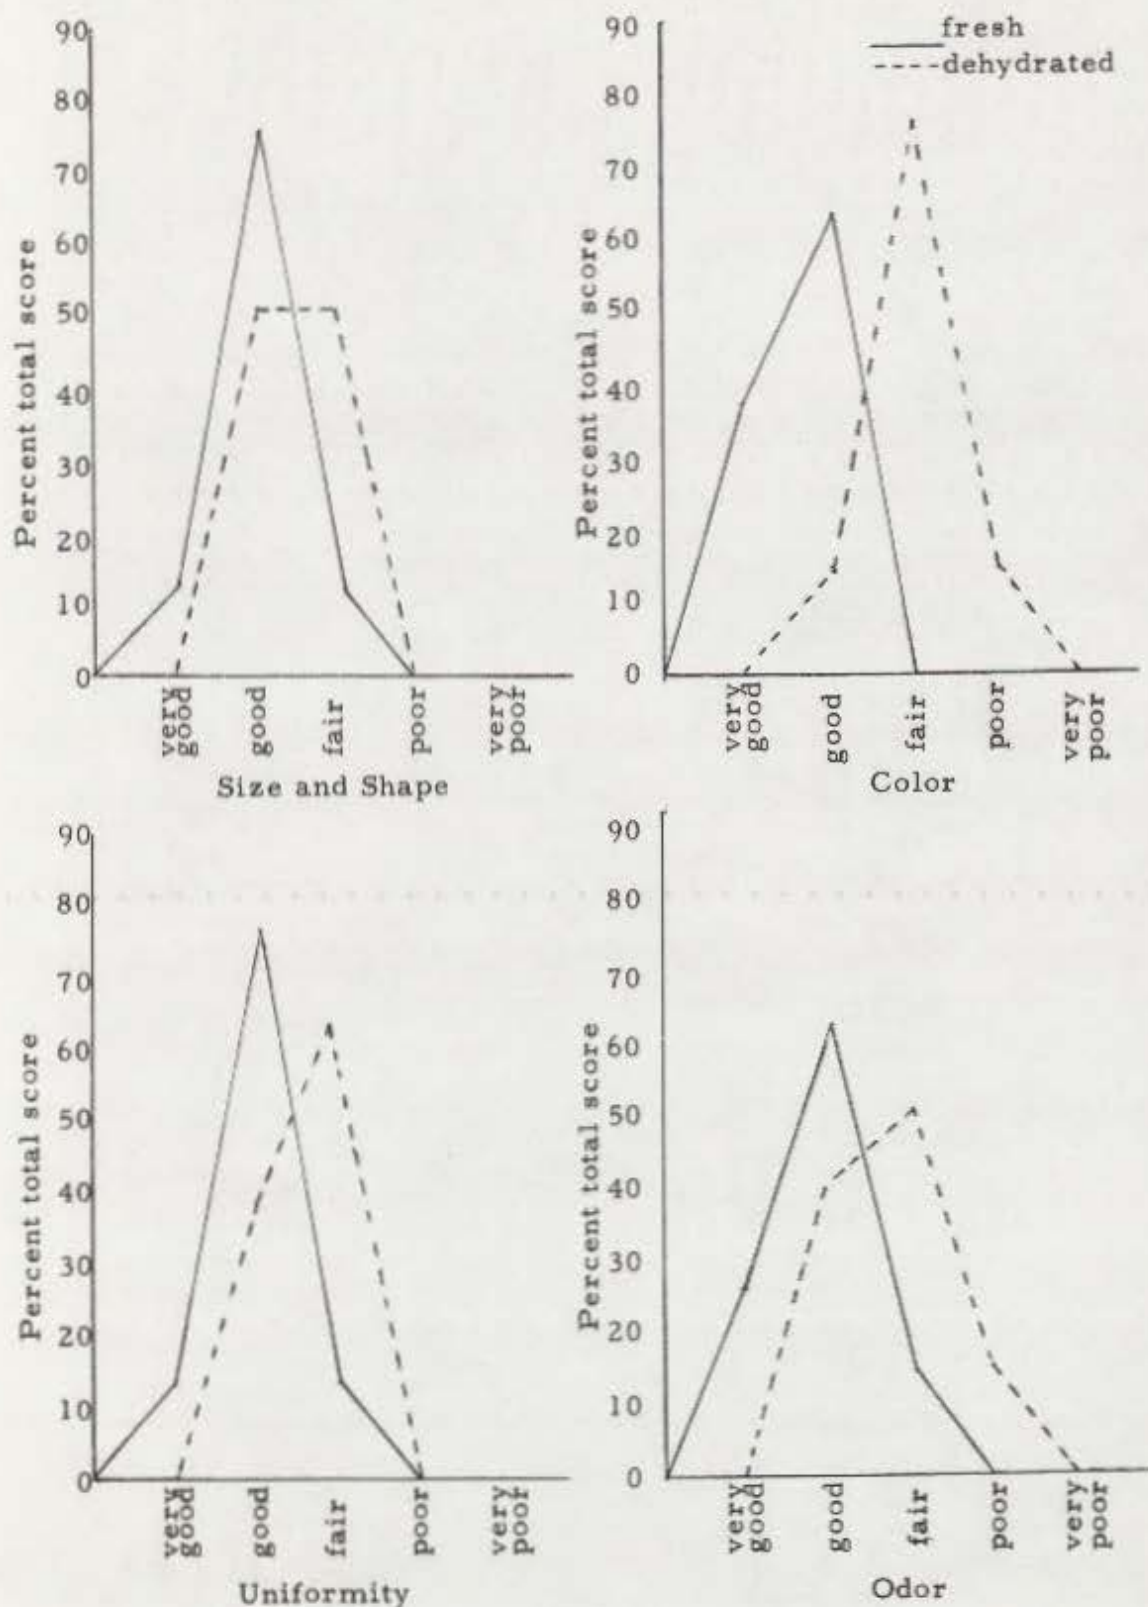 fresh
dehydrated
90
80
70
60
50
40
30
20
10
0
Percent total score
very good
good
fair
poor
very poor
Size and Shape
90
80
70
60
50
40
30
20
10
0
Percent total score
very good
good
fair
poor
very poor
Color
90
80
70
60
50
40
30
20
10
0
Percent total score
very good
good
fair
poor
very poor
Uniformity
90
80
70
60
50
40
30
20
10
0
Percent total score
very good
good
fair
poor
very poor
Odor